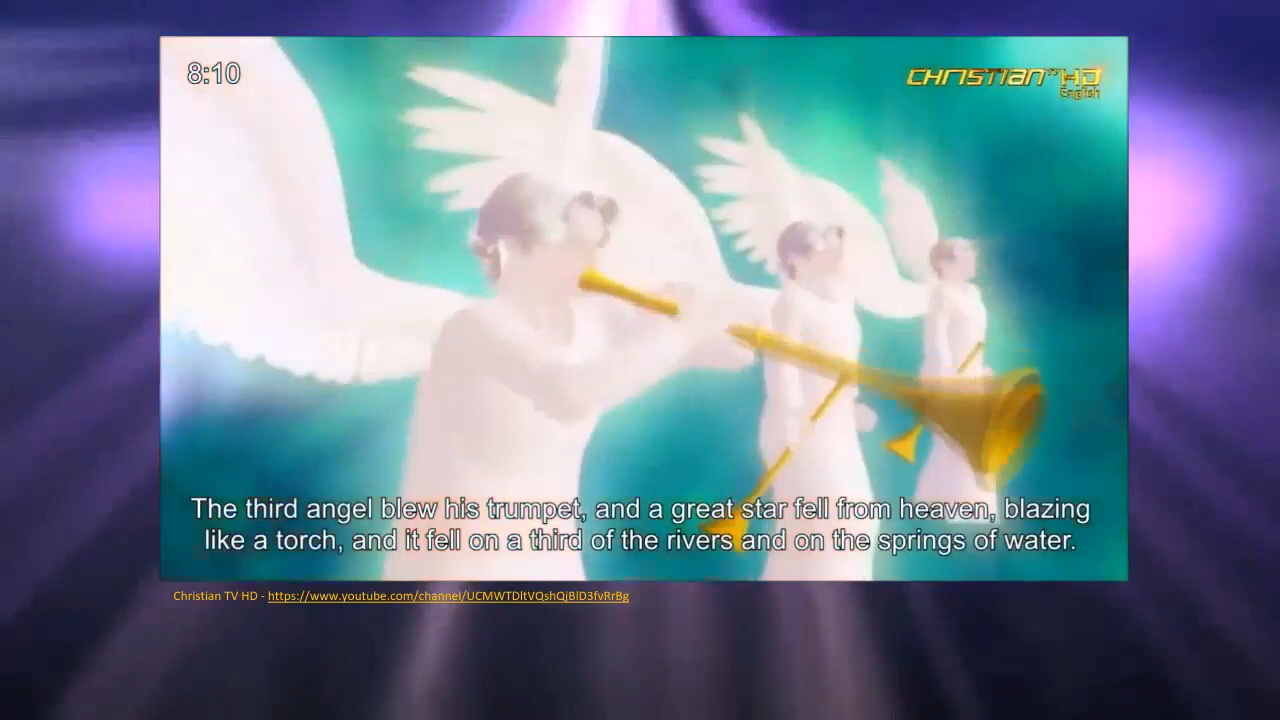 8:10
CHRISTIAN TV HD
English
The third angel blew his trumpet, and a great star fell from heaven, blazing
like a torch, and it fell on a third of the rivers and on the springs of water.
Christian TV HD - https://www.youtube.com/channel/UCMWTDltVQshQjBlD3fvRrBg